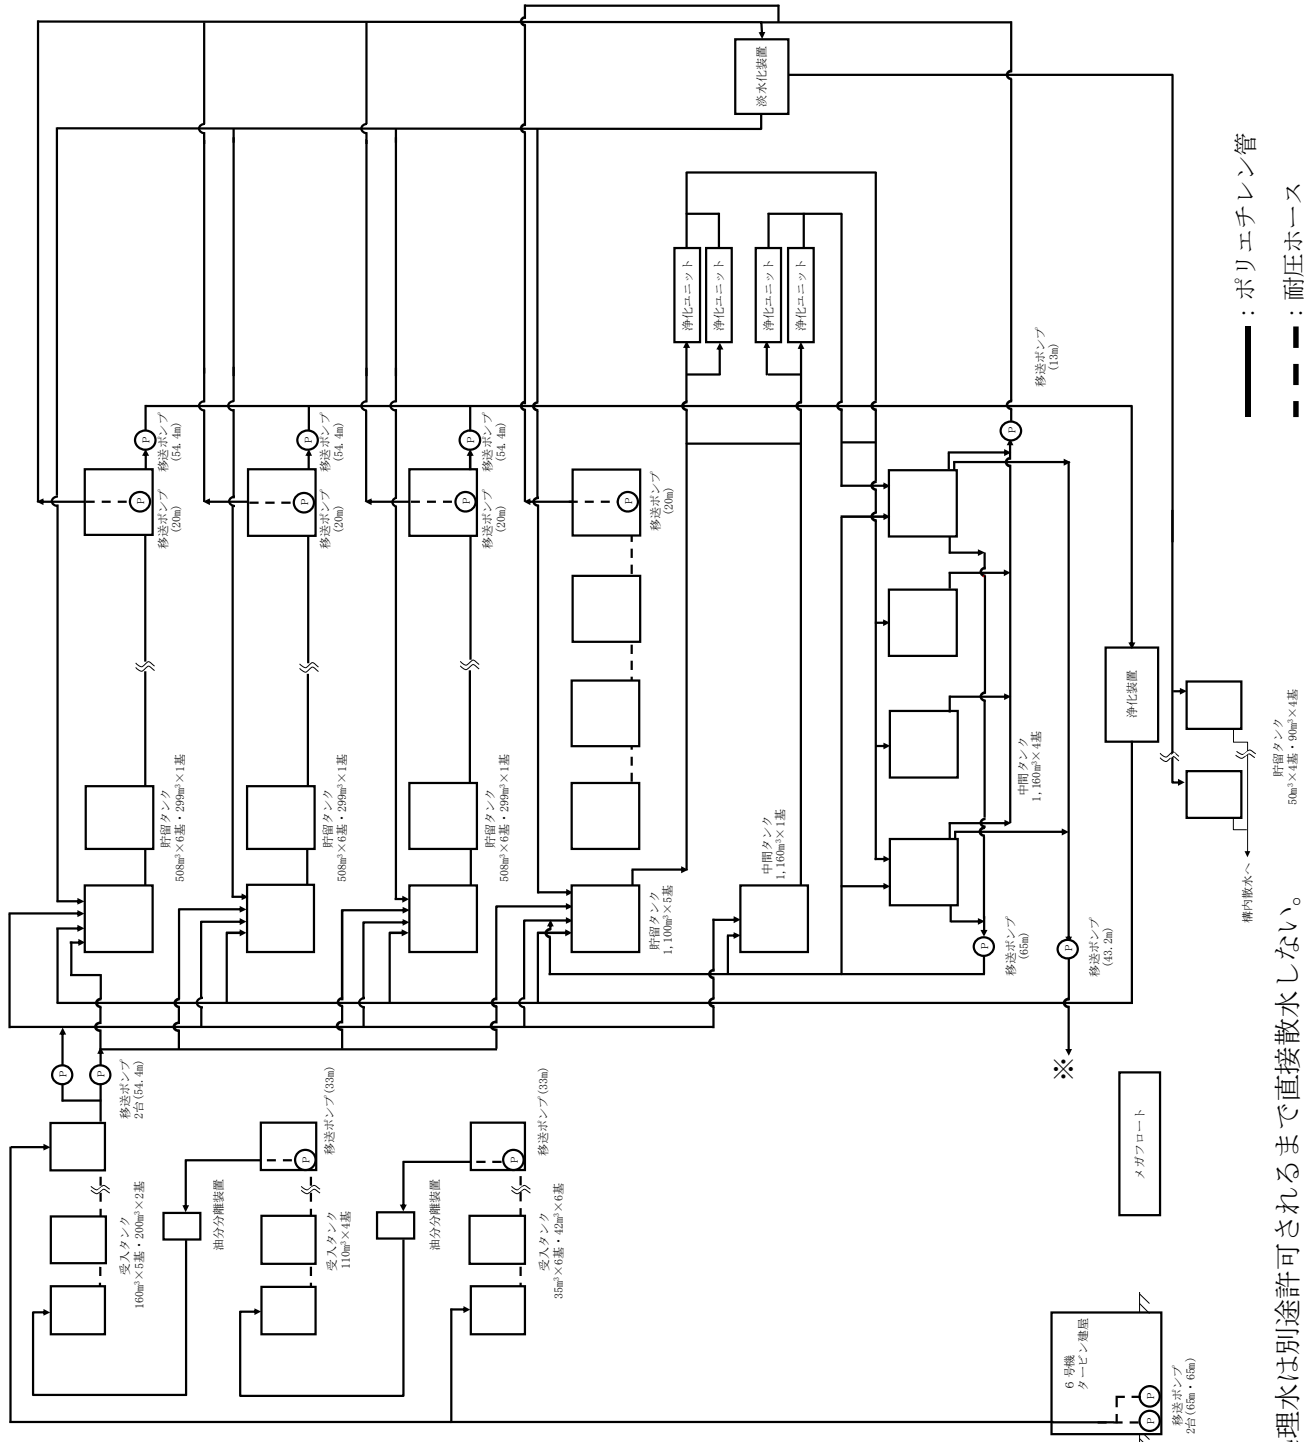 淡水化装置
: ポリエチレン管
: 耐圧ホース
浄化ユニット
浄化ユニット
浄化ユニット
浄化ユニット
移送ポンプ
(13m)
P
移送ポンプ
(54.4m)
P
移送ポンプ
(54.4m)
P
移送ポンプ
(54.4m)
P
P
移送ポンプ
(20m)
P
移送ポンプ
(20m)
P
移送ポンプ
(20m)
P
移送ポンプ
(20m)
貯留タンク
508m³×6基・299m³×1基
貯留タンク
508m³×6基・299m³×1基
貯留タンク
508m³×6基・299m³×1基
貯留タンク
1,100m³×5基
中間タンク
1,160m³×1基
中間タンク
1,160m³×4基
浄化装置
貯留タンク
50m³×4基・90m³×4基
構内散水へ
P
移送ポンプ
(65m)
P
移送ポンプ
(43.2m)
※
P
P
移送ポンプ
2台(54.4m)
P
移送ポンプ(33m)
P
移送ポンプ(33m)
油分分離装置
油分分離装置
受入タンク
160m³×5基・200m³×2基
受入タンク
110m³×4基
受入タンク
35m³×6基・42m³×6基
メガフロート
6号機
タービン建屋
P
P
移送ポンプ
2台(65m・65m)
理水は別途許可されるまで直接散水しない。